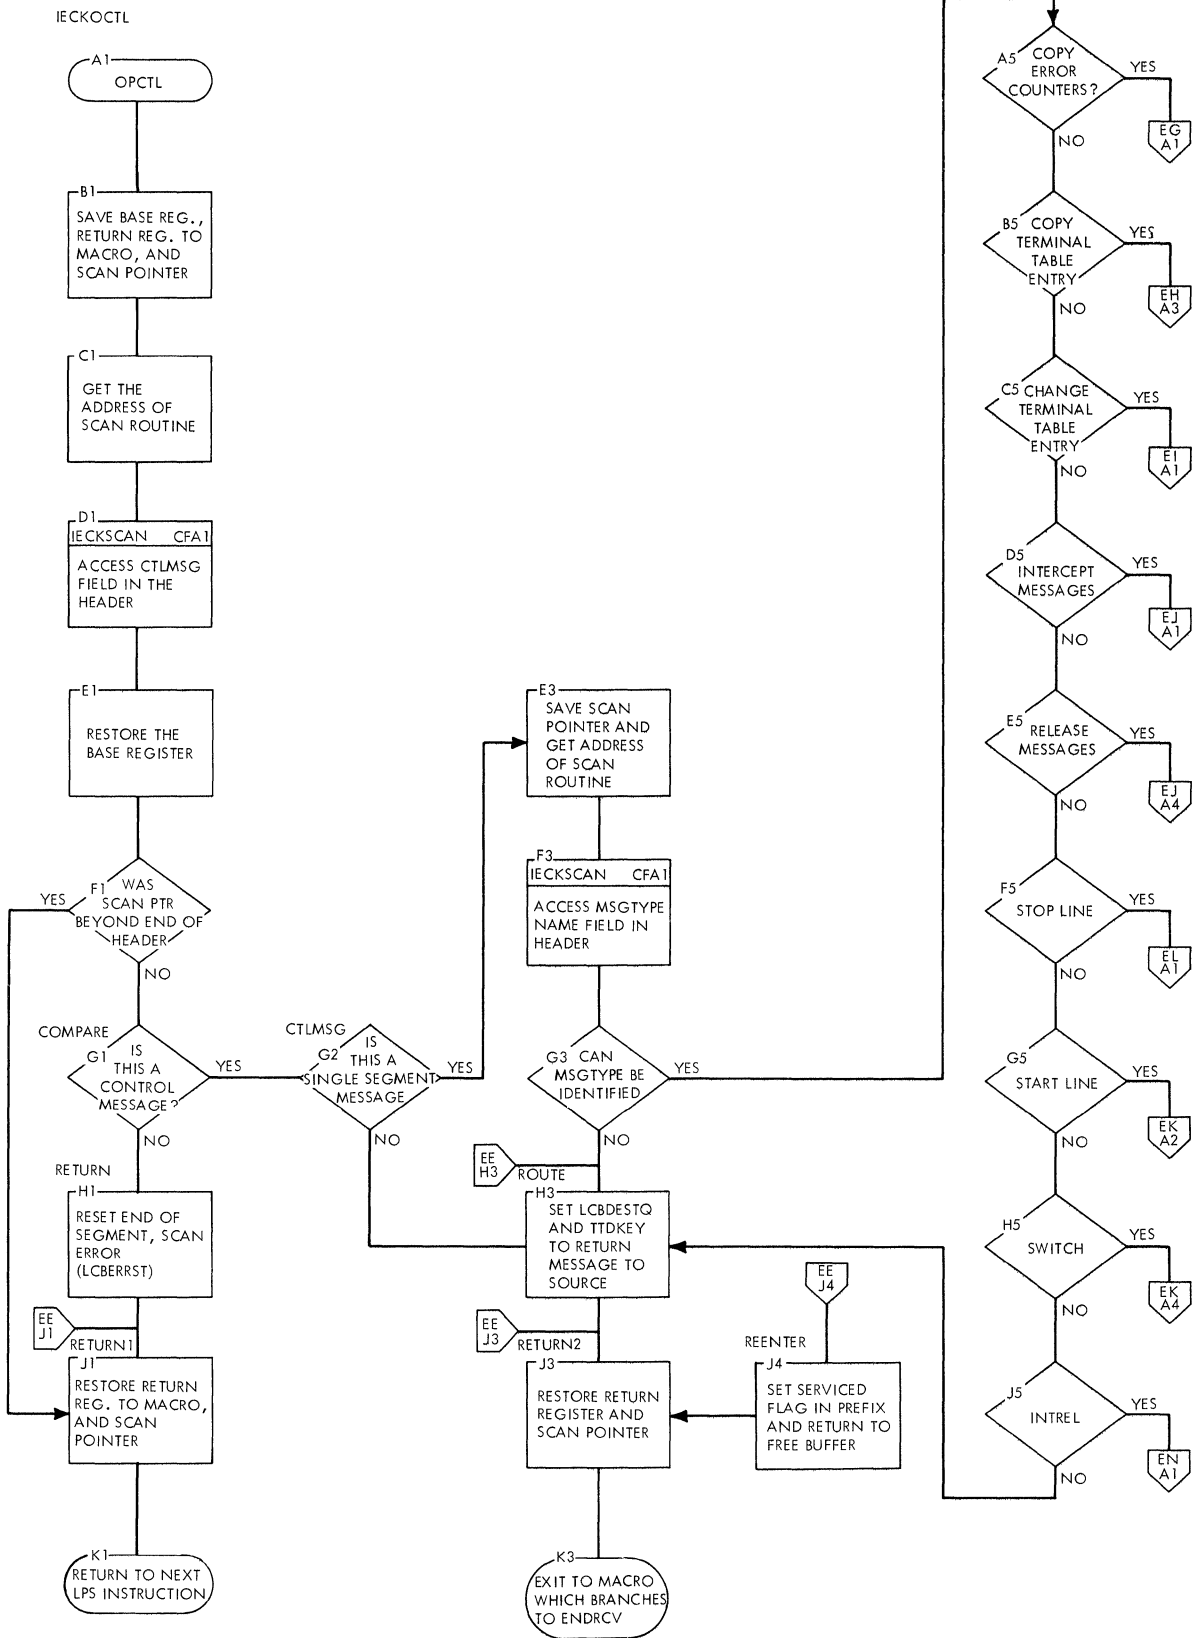 IECKOCTL
A1
OPCTL
B1
SAVE BASE REG.,
RETURN REG. TO
MACRO, AND
SCAN POINTER
C1
GET THE
ADDRESS OF
SCAN ROUTINE
D1
IECKSCAN CFA1
ACCESS CTLMSG
FIELD IN THE
HEADER
E1
RESTORE THE
BASE REGISTER
F1 WAS
SCAN PTR
BEYOND END OF
HEADER
YES
NO
COMPARE
G1 IS
THIS A
CONTROL
MESSAGE?
YES
NO
RETURN
H1
RESET END OF
SEGMENT, SCAN
ERROR
(LCBERRST)
EE
J1
RETURN1
J1
RESTORE RETURN
REG. TO MACRO,
AND SCAN
POINTER
K1
RETURN TO NEXT
LPS INSTRUCTION
CTLMSG
G2 IS
THIS A
SINGLE SEGMENT
MESSAGE
YES
NO
E3
SAVE SCAN
POINTER AND
GET ADDRESS
OF SCAN
ROUTINE
F3
IECKSCAN CFA1
ACCESS MSGTYPE
NAME FIELD IN
HEADER
G3 CAN
MSGTYPE BE
IDENTIFIED
YES
NO
EE
H3
ROUTE
H3
SET LCBDESTQ
AND TTDKEY
TO RETURN
MESSAGE TO
SOURCE
EE
J3
RETURN2
J3
RESTORE RETURN
REGISTER AND
SCAN POINTER
K3
EXIT TO MACRO
WHICH BRANCHES
TO ENDRCV
EE
J4
REENTER
J4
SET SERVICED
FLAG IN PREFIX
AND RETURN TO
FREE BUFFER
A5 COPY
ERROR
COUNTERS?
YES
EG
A1
NO
B5 COPY
TERMINAL
TABLE
ENTRY
YES
EH
A3
NO
C5 CHANGE
TERMINAL
TABLE
ENTRY
YES
EI
A1
NO
D5
INTERCEPT
MESSAGES
YES
EJ
A1
NO
E5
RELEASE
MESSAGES
YES
EJ
A4
NO
F5
STOP LINE
YES
EL
A1
NO
G5
START LINE
YES
EK
A2
NO
H5
SWITCH
YES
EK
A4
NO
J5
INTREL
YES
EN
A1
NO